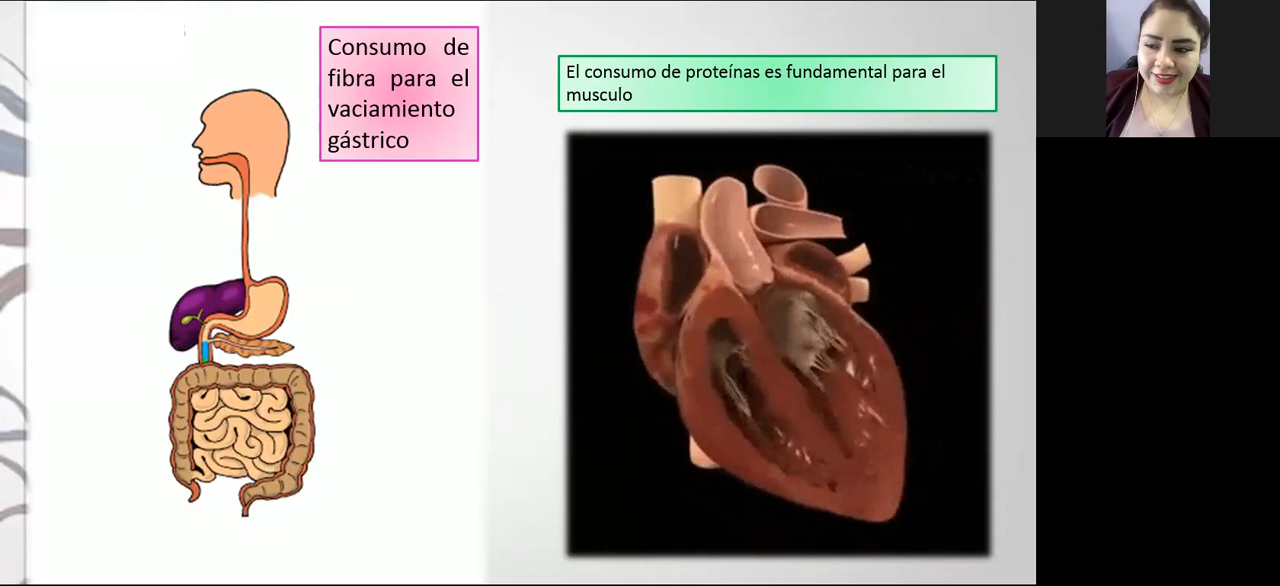 Consumo de
fibra para el
vaciamiento
gástrico
El consumo de proteínas es fundamental para el
musculo